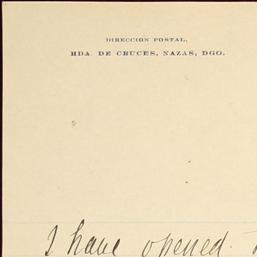 DIRECCION POSTAL,
HDA. DE CRUCES, NAZAS, DGO.
I have opened